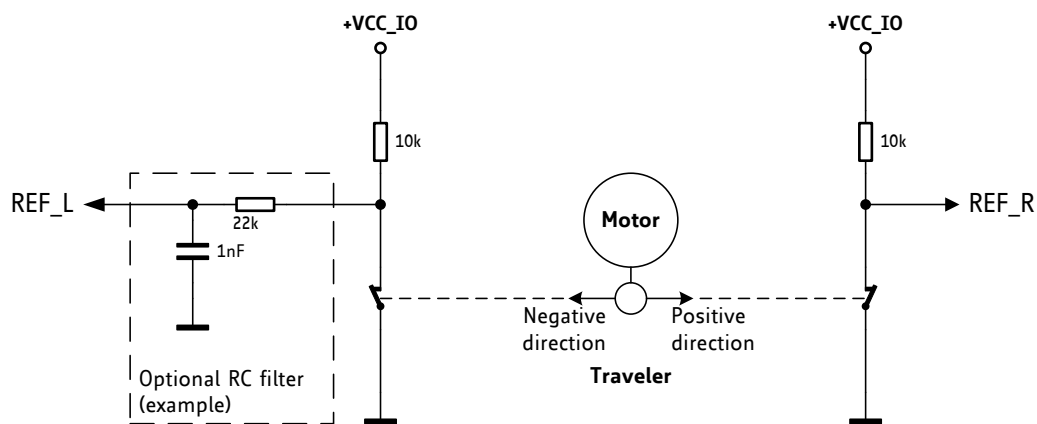 +VCC_IO
+VCC_IO
10k
10k
REF_L
22k
1nF
Motor
REF_R
Negative
direction
Positive
direction
Traveler
Optional RC filter
(example)